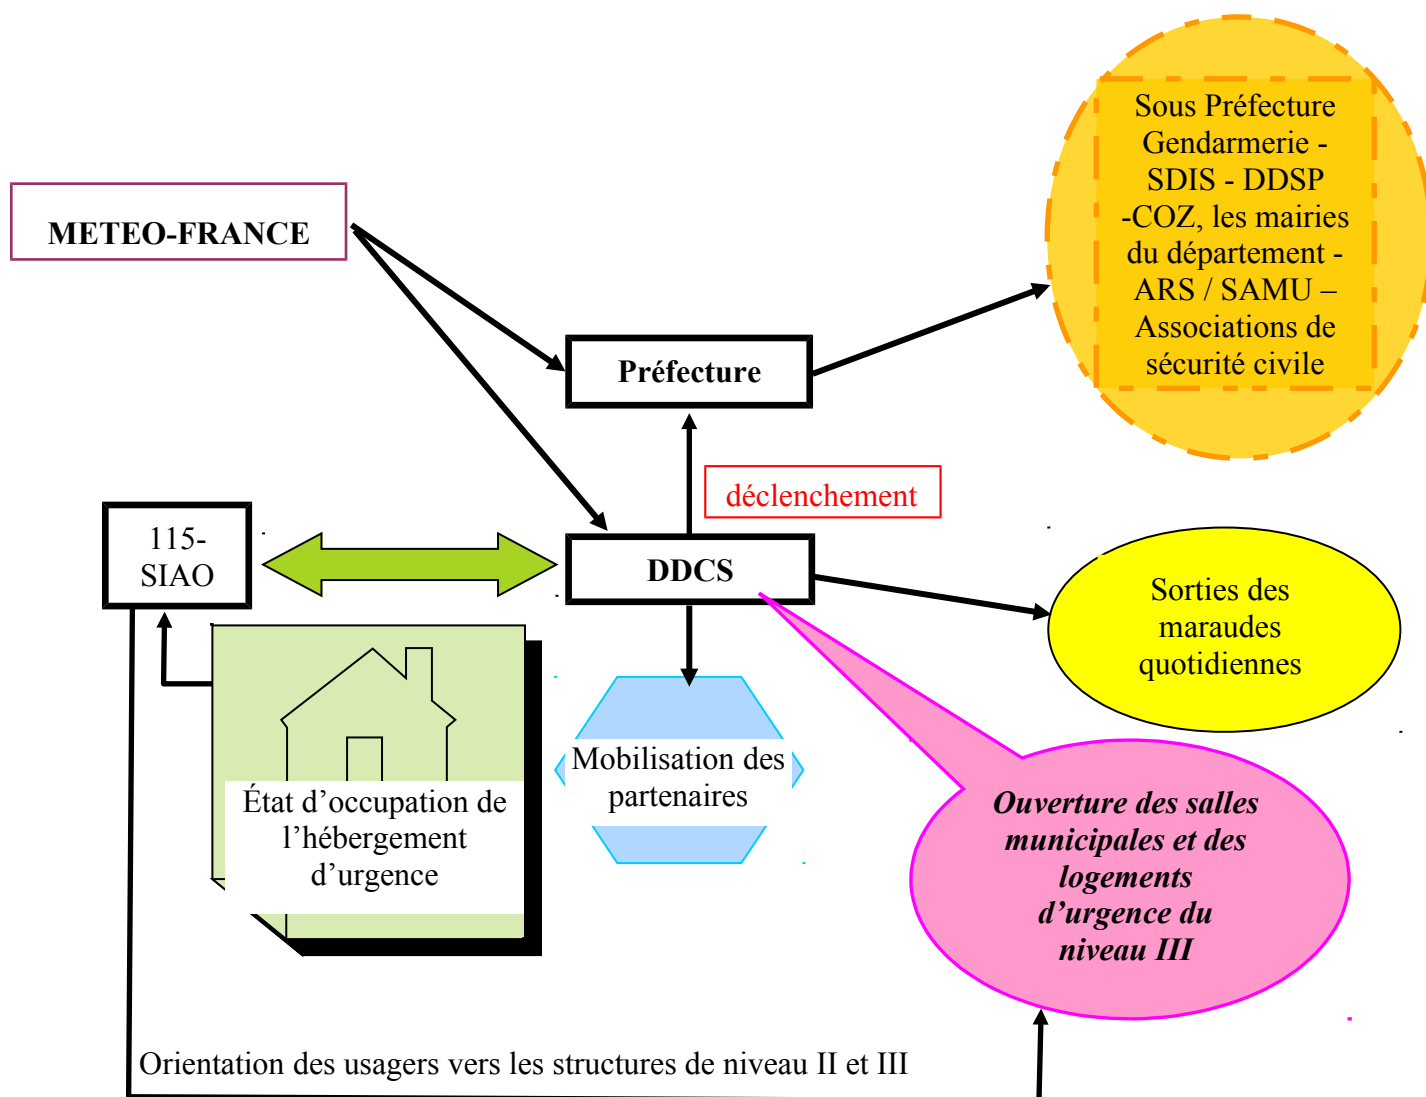 Sous Préfecture
Gendarmerie -
SDIS - DDSP
-COZ, les mairies
du département -
ARS / SAMU –
Associations de
sécurité civile
METEO-FRANCE
Préfecture
déclenchement
115-
SIAO
DDCS
Sorties des
maraudes
quotidiennes
Mobilisation des
partenaires
État d’occupation de
l’hébergement
d’urgence
Ouverture des salles
municipales et des
logements
d’urgence du
niveau III
Orientation des usagers vers les structures de niveau II et III